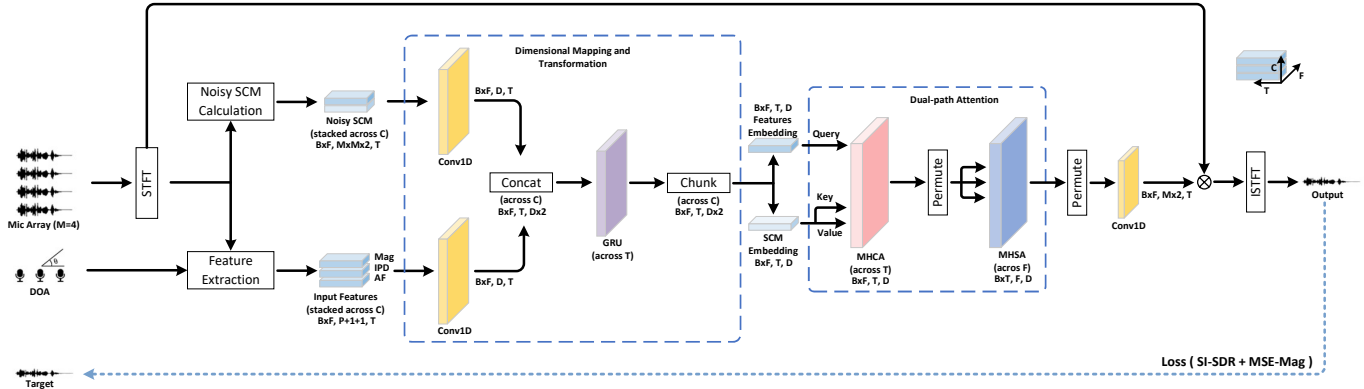 Mic Array (M=4)
θ
DOA
Target
STFT
Noisy SCM
Calculation
Feature
Extraction
Noisy SCM
(stacked across C)
BxF, MxMx2, T
Mag
IPD
AF
Input Features
(stacked across C)
BxF, P+1+1, T
Dimensional Mapping and
Transformation
Conv1D
BxF, D, T
Conv1D
BxF, D, T
Concat
(across C)
BxF, T, Dx2
GRU
(across T)
Chunk
(across C)
BxF, T, Dx2
BxF, T, D
Features
Embedding
SCM
Embedding
BxF, T, D
Dual-path Attention
Query
Key
Value
MHCA
(across T)
BxF, T, D
Permute
MHSA
(acros F)
BxT, F, D
Permute
Conv1D
BxF, Mx2, T
ISTFT
Output
C
F
T
Loss ( SI-SDR + MSE-Mag )